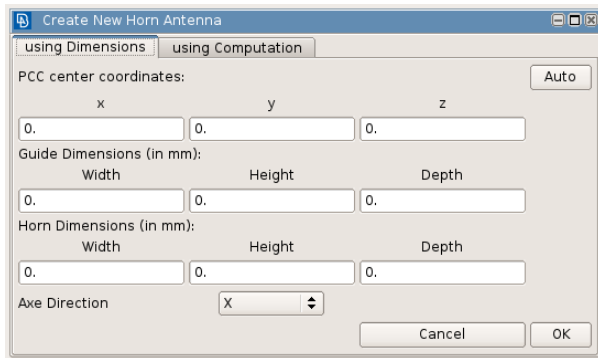 Create New Horn Antenna
using Dimensions using Computation
PCC center coordinates: Auto
x y z
0. 0. 0.
Guide Dimensions (in mm):
Width Height Depth
0. 0. 0.
Horn Dimensions (in mm):
Width Height Depth
0. 0. 0.
Axe Direction X
Cancel OK